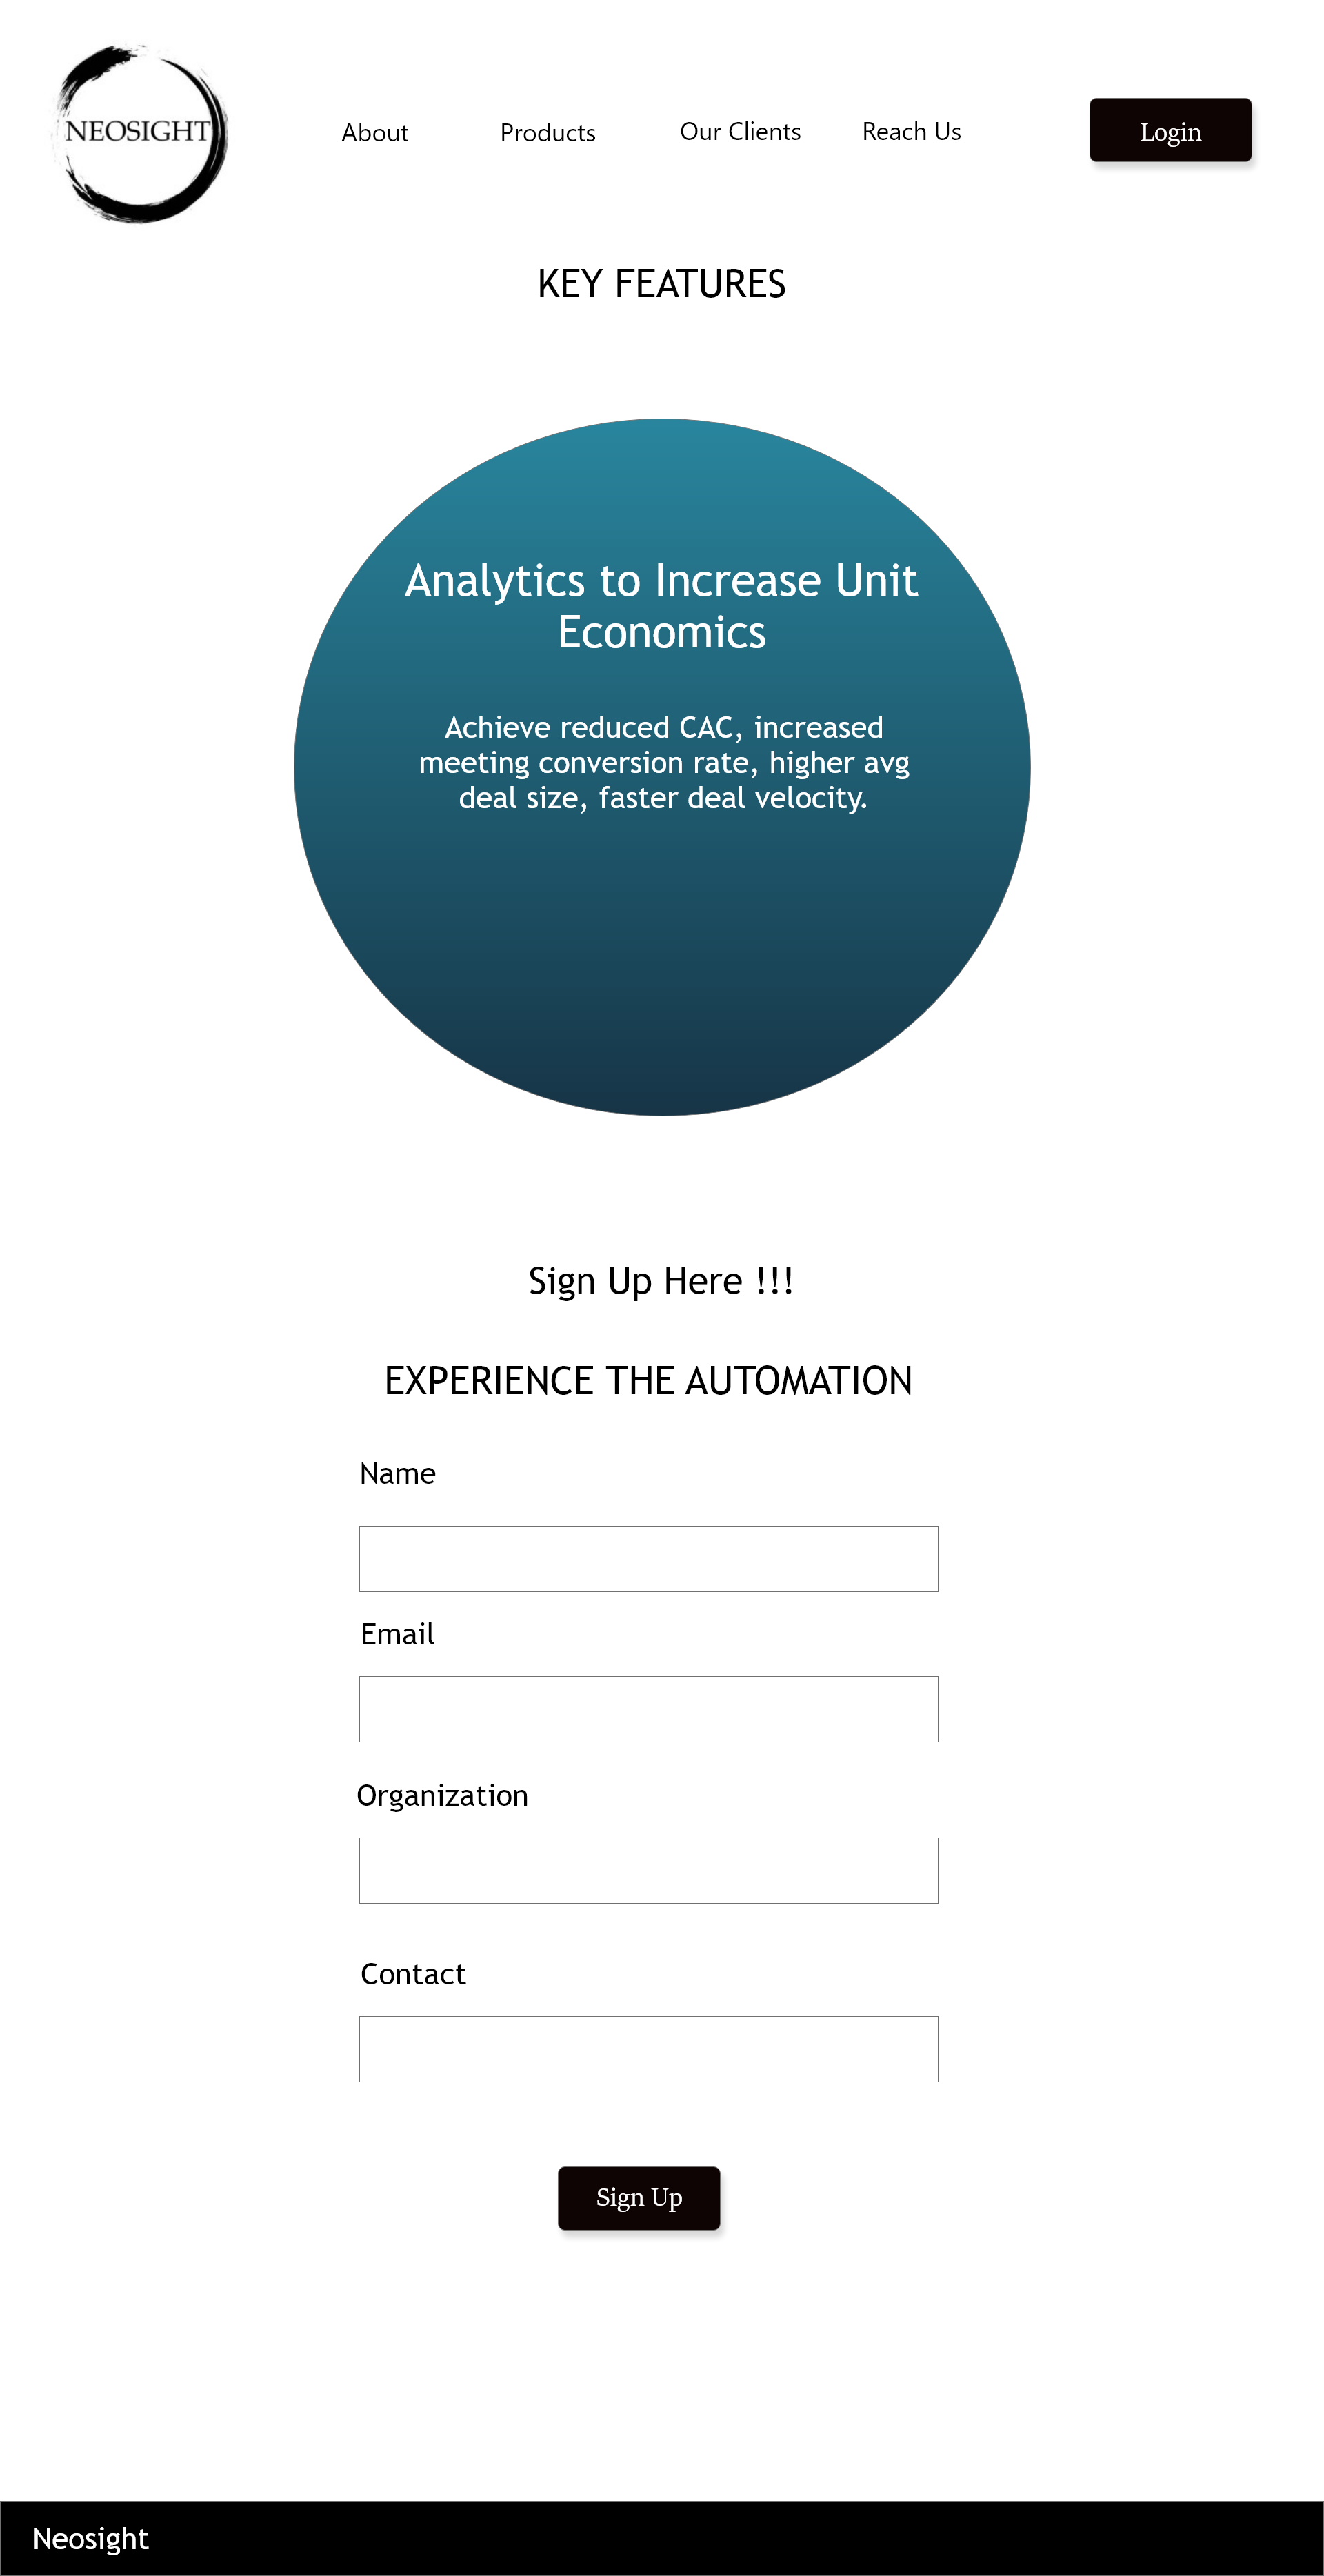 NEOSIGHT
About
Products
Our Clients
Reach Us
Login
KEY FEATURES
Analytics to Increase Unit
Economics
Achieve reduced CAC, increased
meeting conversion rate, higher avg
deal size, faster deal velocity.
Sign Up Here !!!
EXPERIENCE THE AUTOMATION
Name
Email
Organization
Contact
Sign Up
Neosight